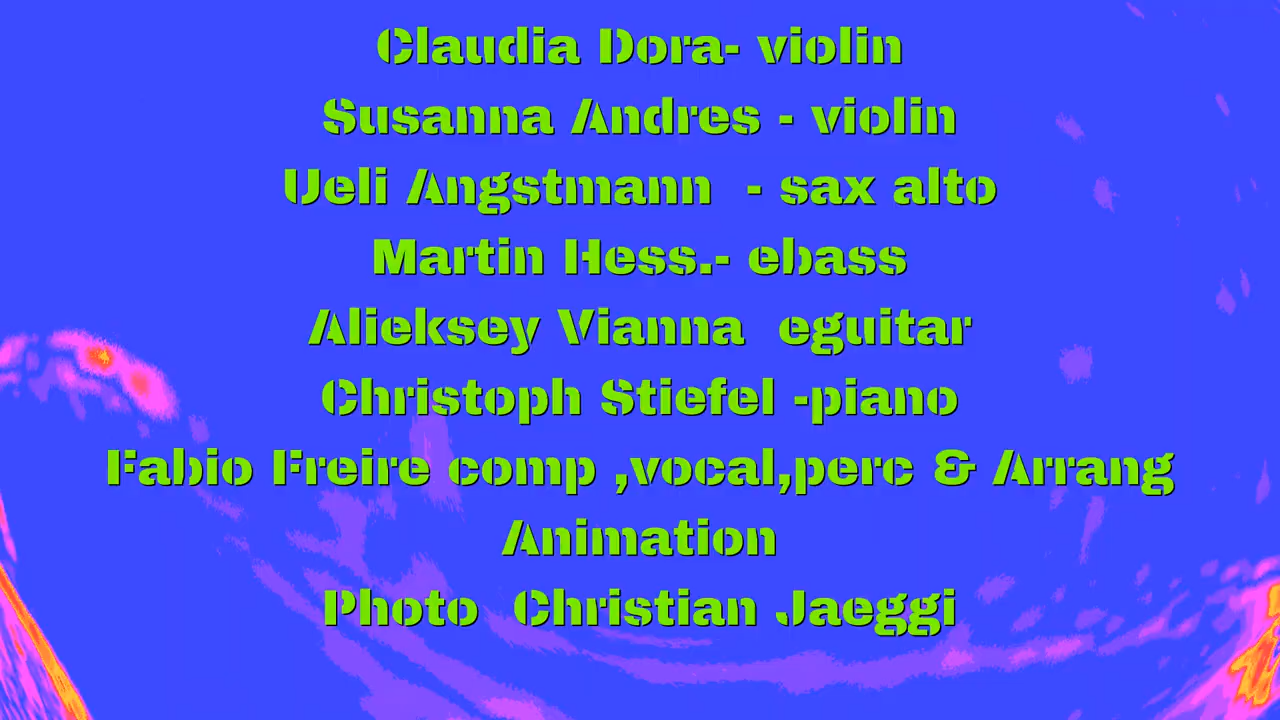 Claudia Dora- violin
Susanna Andres - violin
Ueli Angstmann  - sax alto
Martin Hess.- ebass
Alieksey Vianna  eguitar
Christoph Stiefel -piano
Fabio Freire comp ,vocal,perc & Arrang
Animation
Photo  Christian Jaeggi